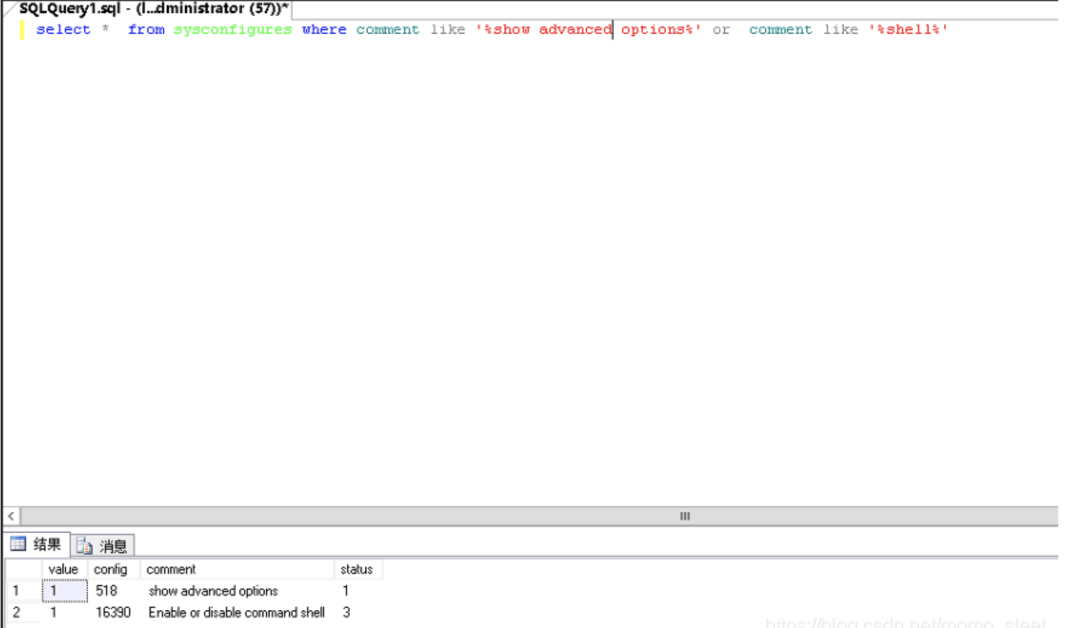 SQLQuery1.sql - (l...dministrator (57))*
select * from sysconfigures where comment like '%show advanced options%' or comment like '%shell%'
结果 消息
value config comment status
1 1 518 show advanced options 1
2 1 16390 Enable or disable command shell 3
https://blog.csdn.net/momo_sleet